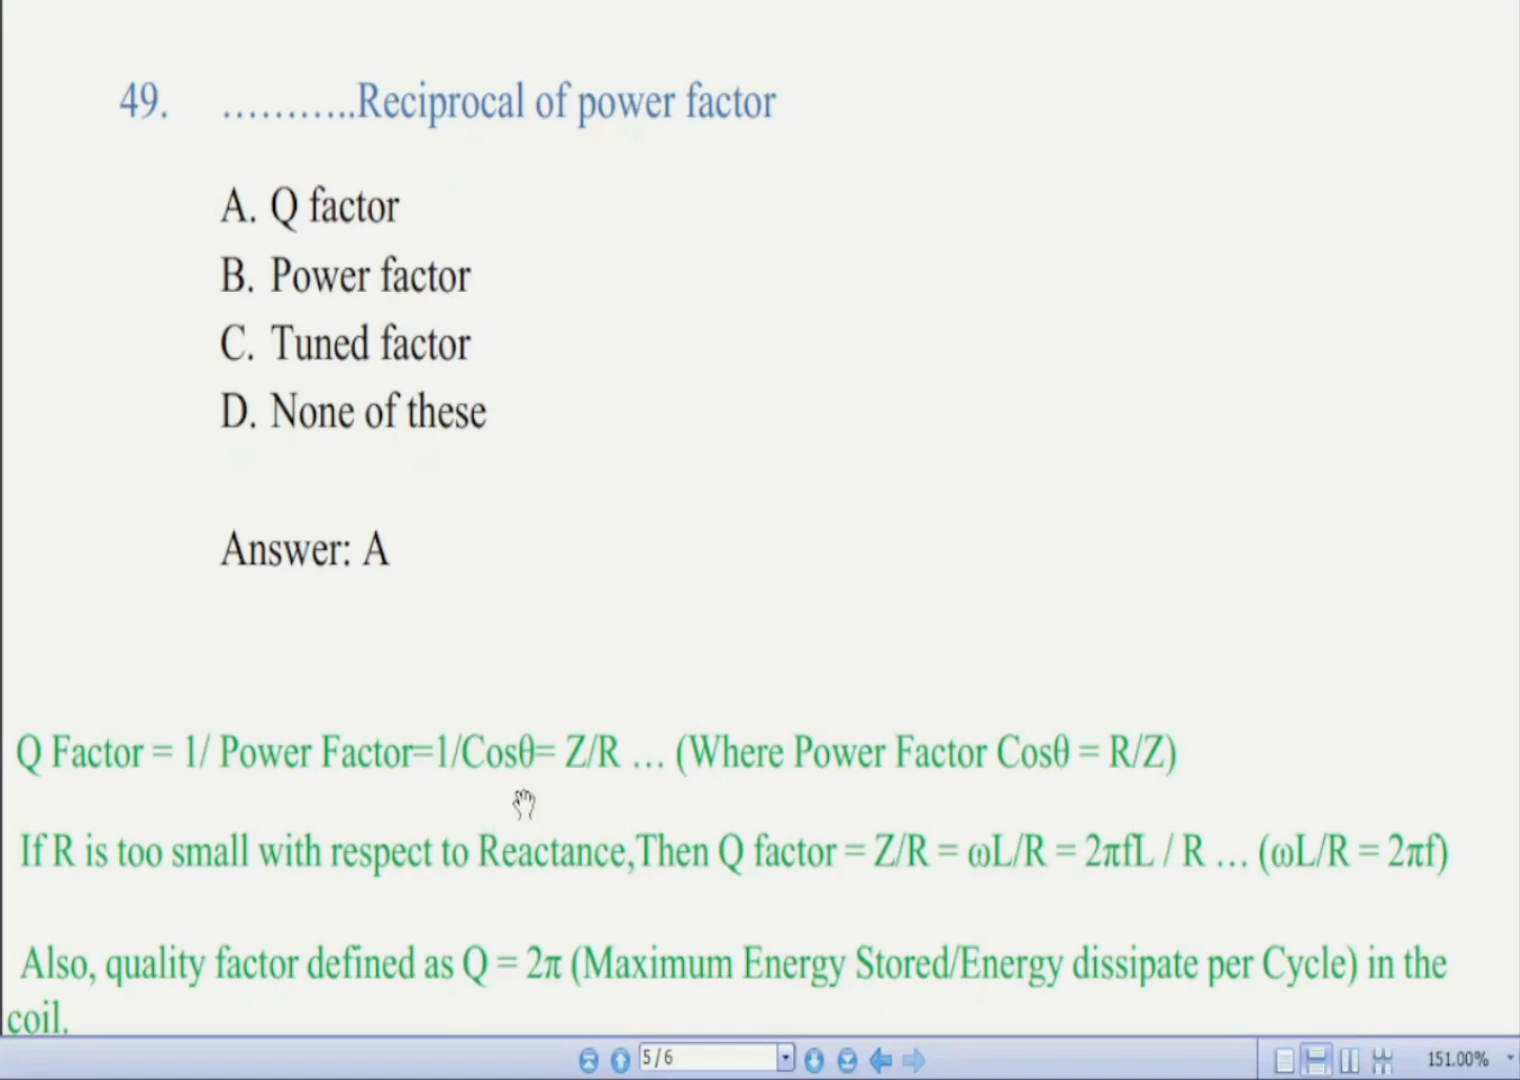 49. ...........Reciprocal of power factor
A. Q factor
B. Power factor
C. Tuned factor
D. None of these
Answer: A
Q Factor = 1/ Power Factor=1/Cosθ= Z/R … (Where Power Factor Cosθ = R/Z)
If R is too small with respect to Reactance,Then Q factor = Z/R = ωL/R = 2πfL / R … (ωL/R = 2πf)
Also, quality factor defined as Q = 2π (Maximum Energy Stored/Energy dissipate per Cycle) in the
coil.
5/6 151.00%